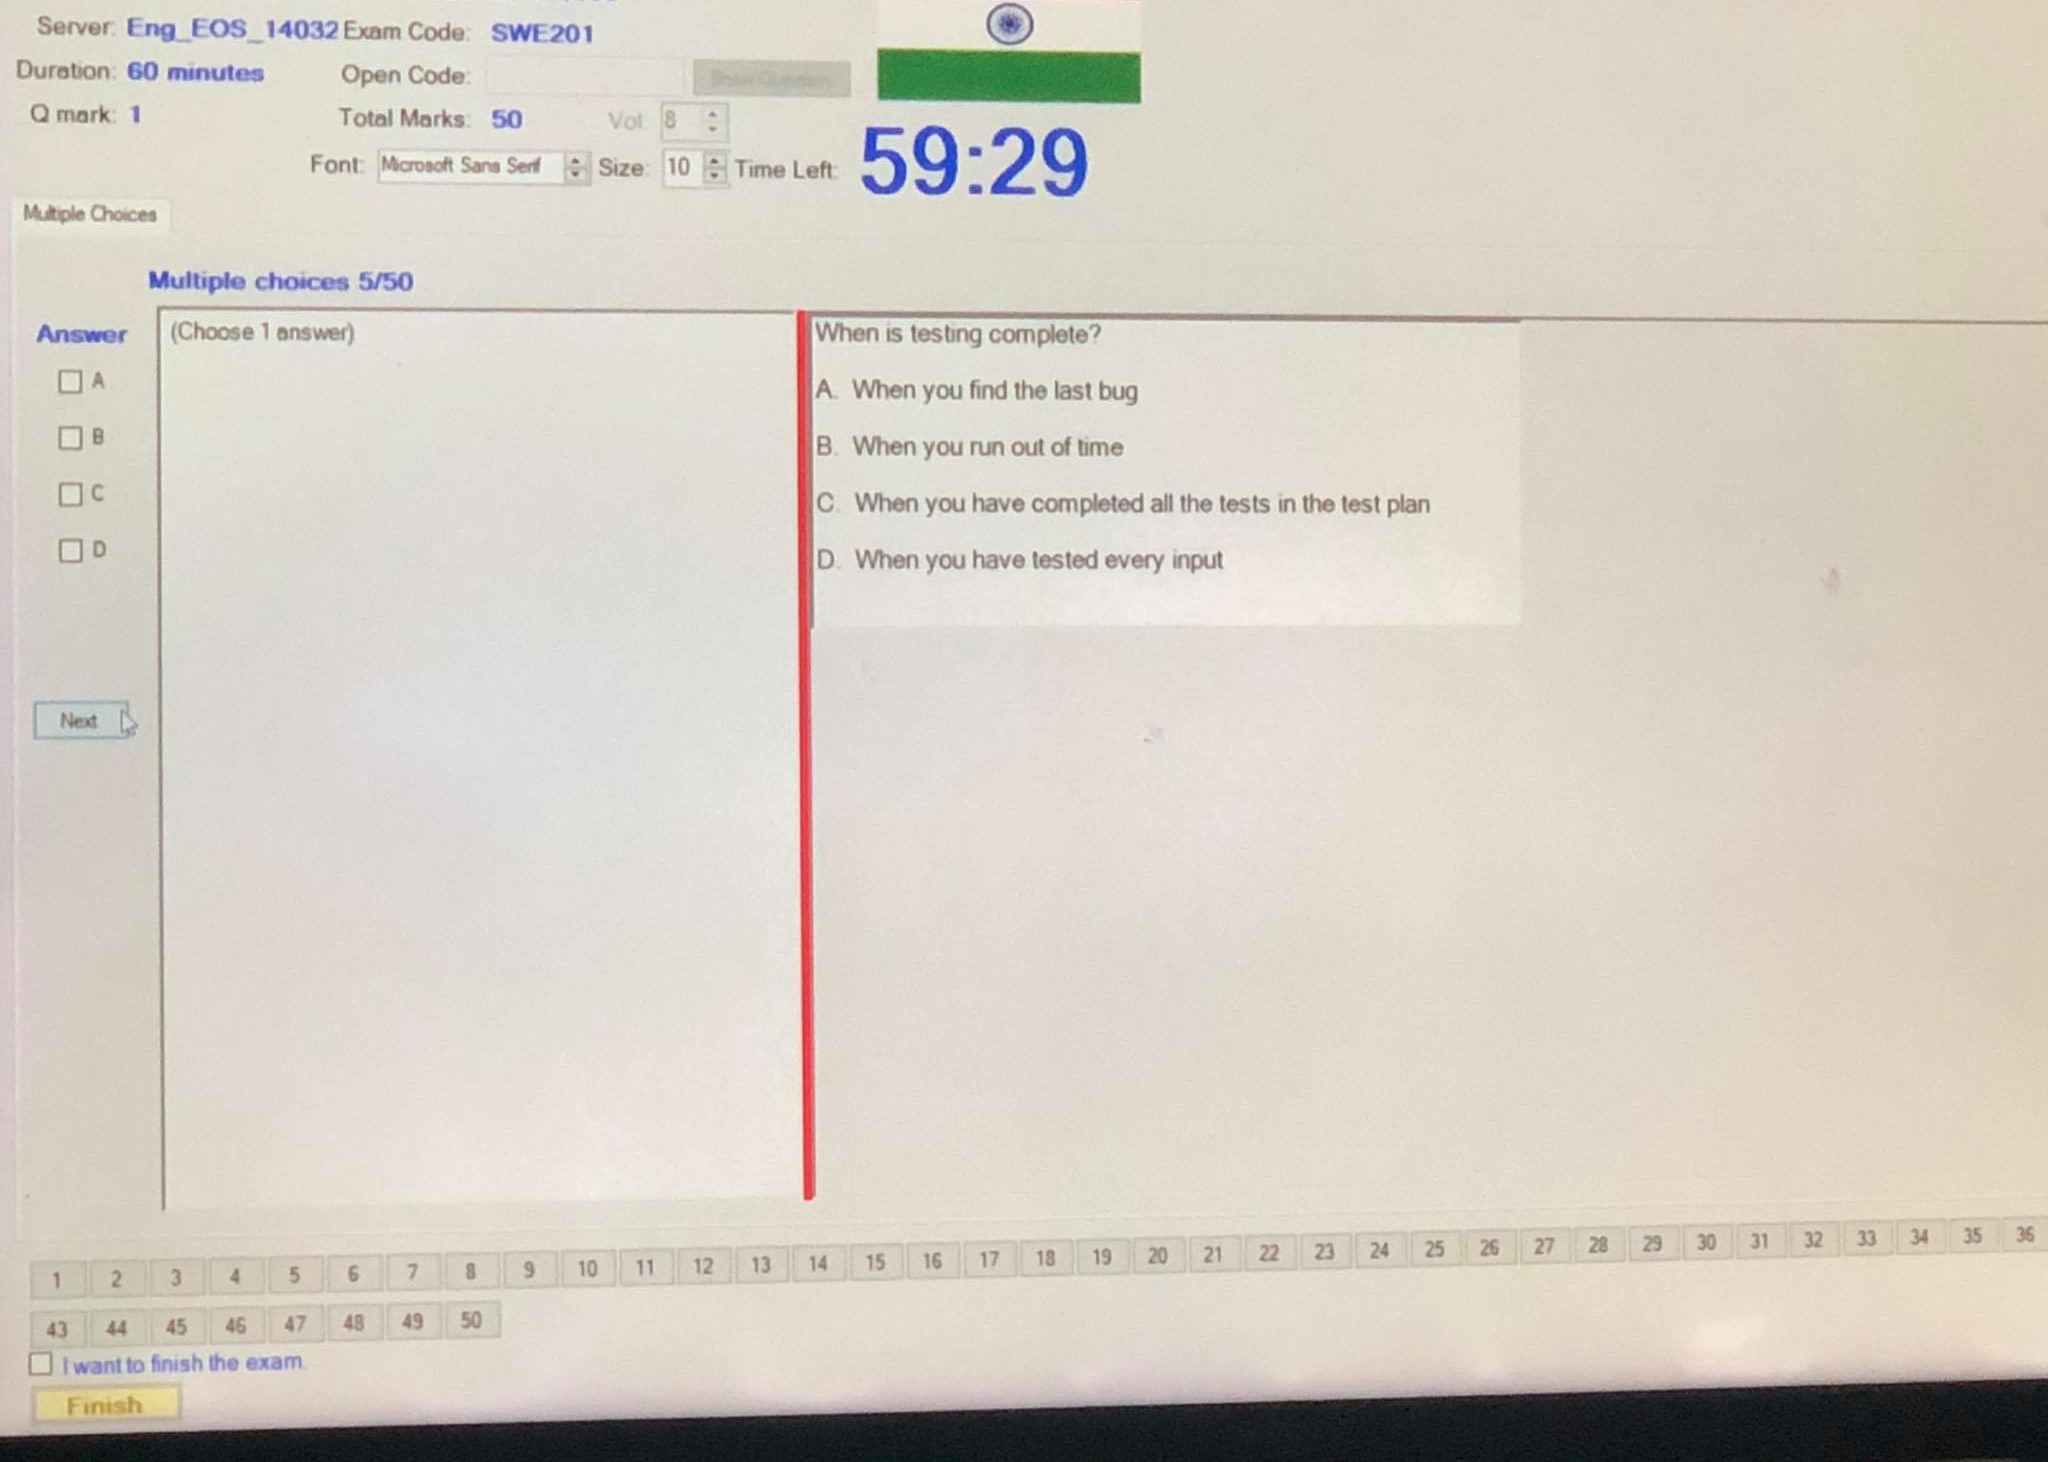 Server: Eng_EOS_14032 Exam Code: SWE201
Duration: 60 minutes Open Code: Show Question
Q mark: 1 Total Marks: 50 Vol 8
Font: Microsoft Sans Serif Size: 10 Time Left: 59:29
Multiple Choices
Multiple choices 5/50
Answer
A
B
C
D
Next
(Choose 1 answer)
When is testing complete?
A. When you find the last bug
B. When you run out of time
C. When you have completed all the tests in the test plan
D. When you have tested every input
1 2 3 4 5 6 7 8 9 10 11 12 13 14 15 16 17 18 19 20 21 22 23 24 25 26 27 28 29 30 31 32 33 34 35 36
43 44 45 46 47 48 49 50
I want to finish the exam.
Finish